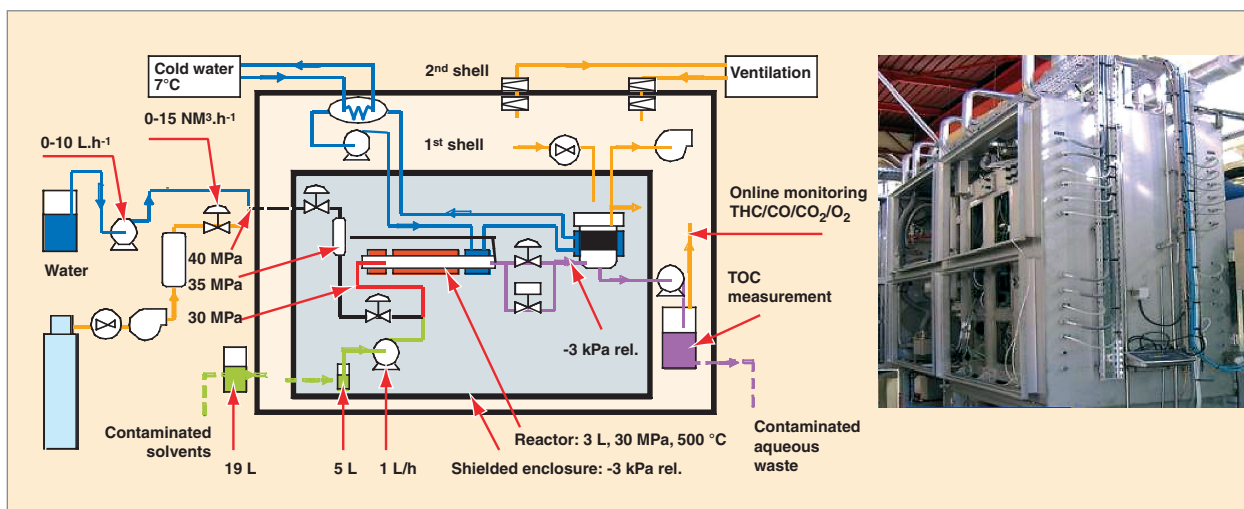 Cold water
7°C
2nd shell
Ventilation
0-15 NM³.h-¹
0-10 L.h-¹
1st shell
Online monitoring
THC/CO/CO₂/O₂
Water
40 MPa
35 MPa
30 MPa
TOC
measurement
-3 kPa rel.
Contaminated
solvents
19 L
5 L
1 L/h
Reactor: 3 L, 30 MPa, 500 °C
Shielded enclosure: -3 kPa rel.
Contaminated
aqueous
waste